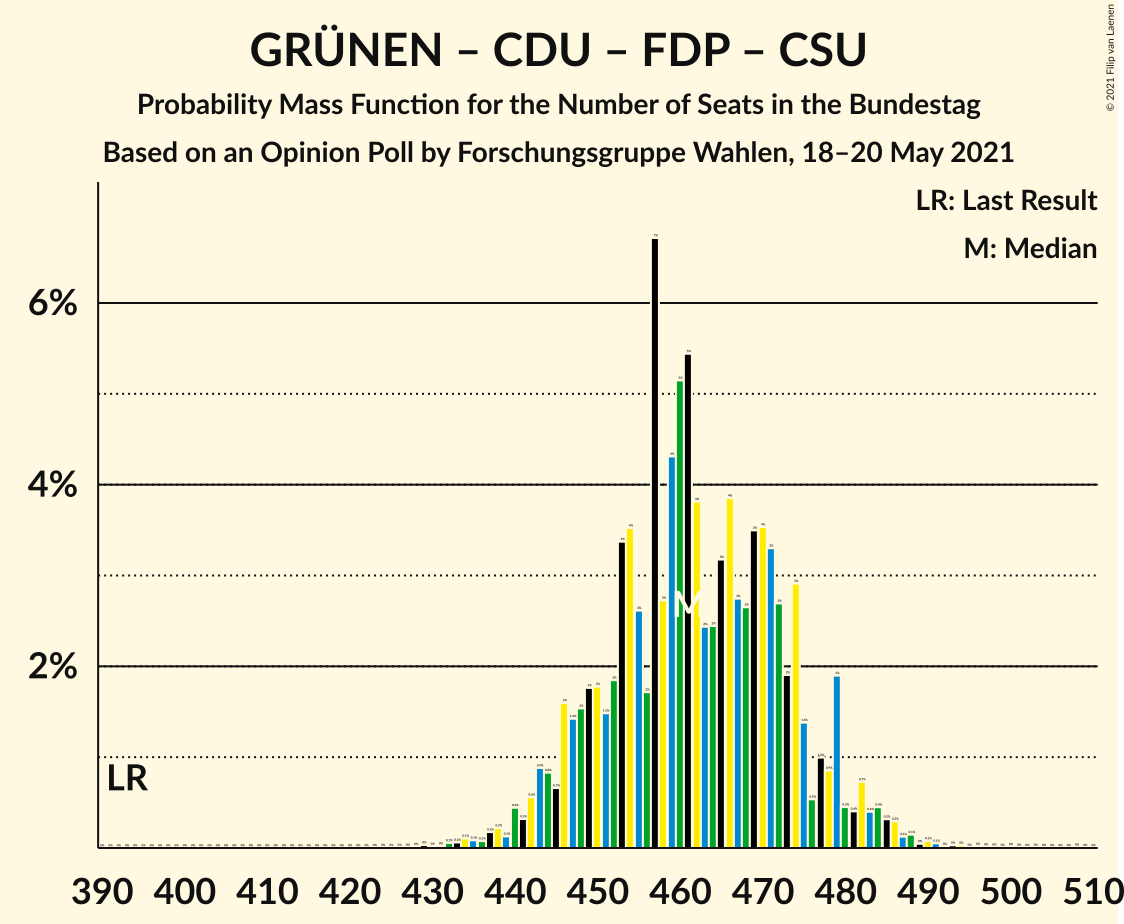 GRÜNEN – CDU – FDP – CSU
Probability Mass Function for the Number of Seats in the Bundestag
Based on an Opinion Poll by Forschungsgruppe Wahlen, 18–20 May 2021
© 2021 Filip van Laenen
LR: Last Result
M: Median
6%
4%
2%
LR
M
390 400 410 420 430 440 450 460 470 480 490 500 510